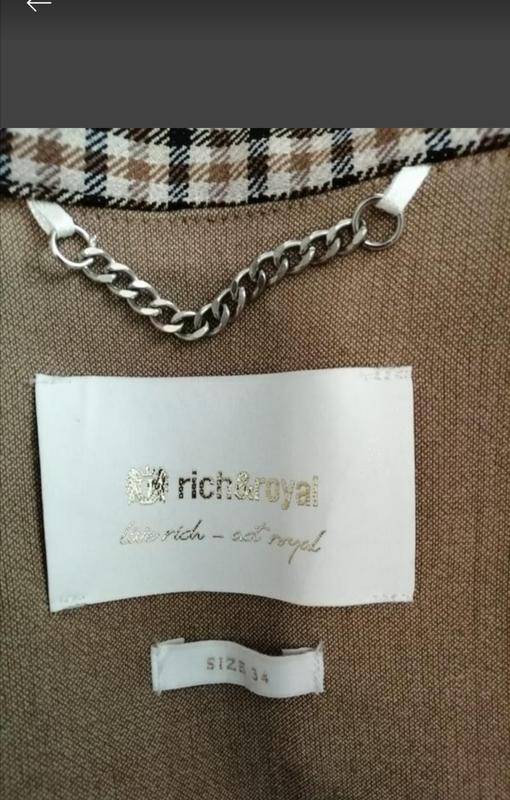 rich&royal
live rich – act royal
SIZE 34